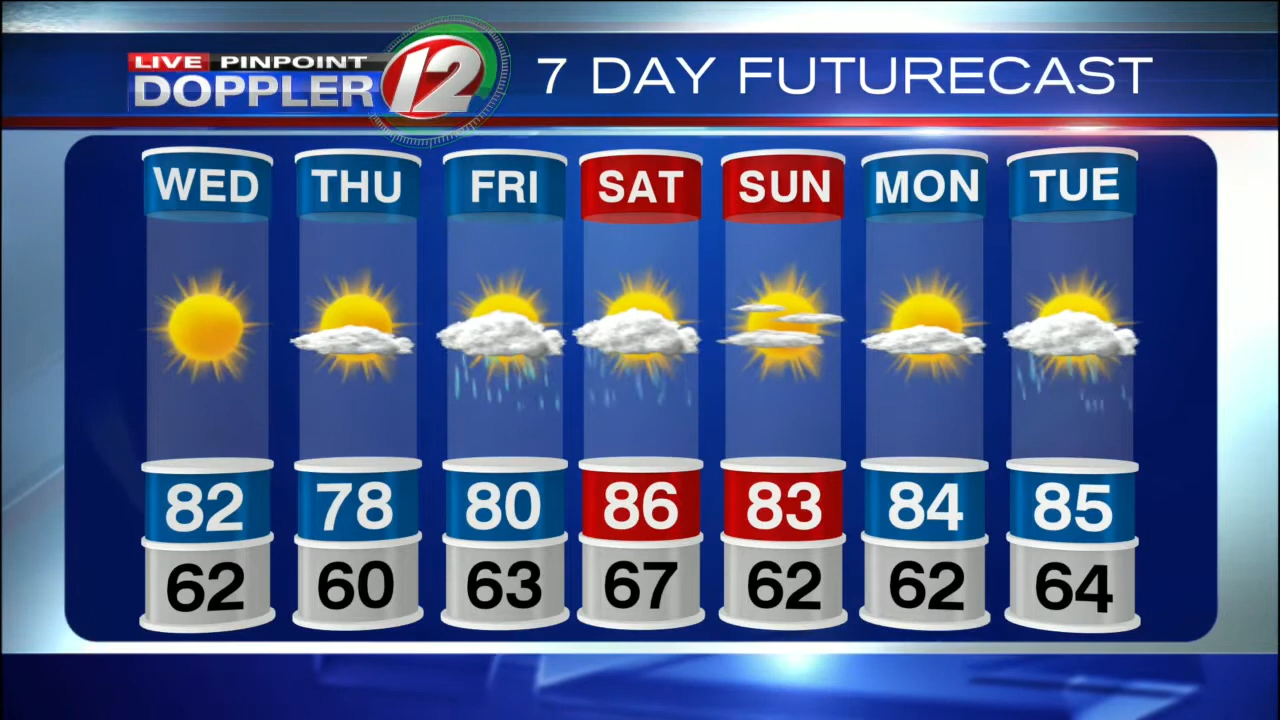 LIVE PINPOINT
DOPPLER 12
7 DAY FUTURECAST
WED THU FRI SAT SUN MON TUE
82 78 80 86 83 84 85
62 60 63 67 62 62 64